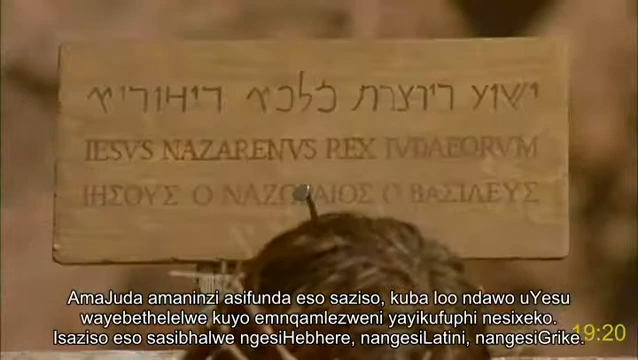 ישוע
IESVS NAZARENVS REX IVDAEORVM
ΙΗΣΟΥΣ Ο ΝΑΖΩΡΑΙΟΣ Ο ΒΑΣΙΛΕΥΣ
AmaJuda amaninzi asifunda eso saziso, kuba loo ndawo uYesu
wayebethelelwe kuyo emnqamlezweni yayikufuphi nesixeko.
Isaziso eso sasibhalwe ngesiHebhere, nangesiLatini, nangesiGrike.
19:20